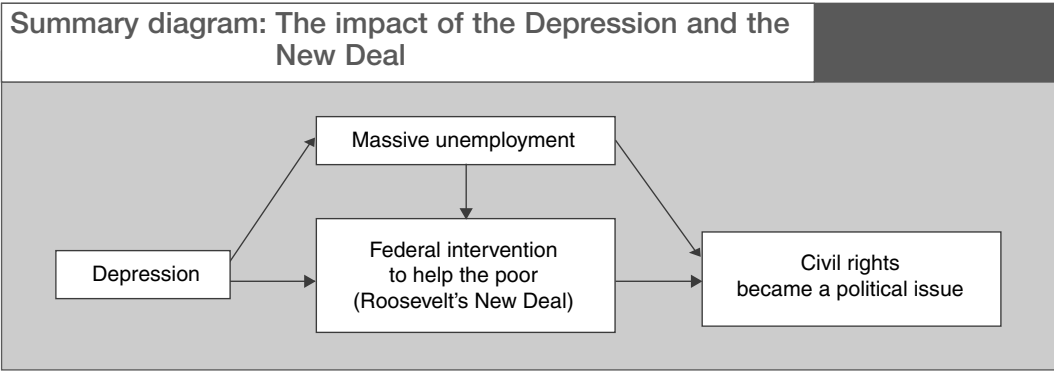 Summary diagram: The impact of the Depression and the
New Deal
Massive unemployment
Depression
Federal intervention
to help the poor
(Roosevelt's New Deal)
Civil rights
became a political issue